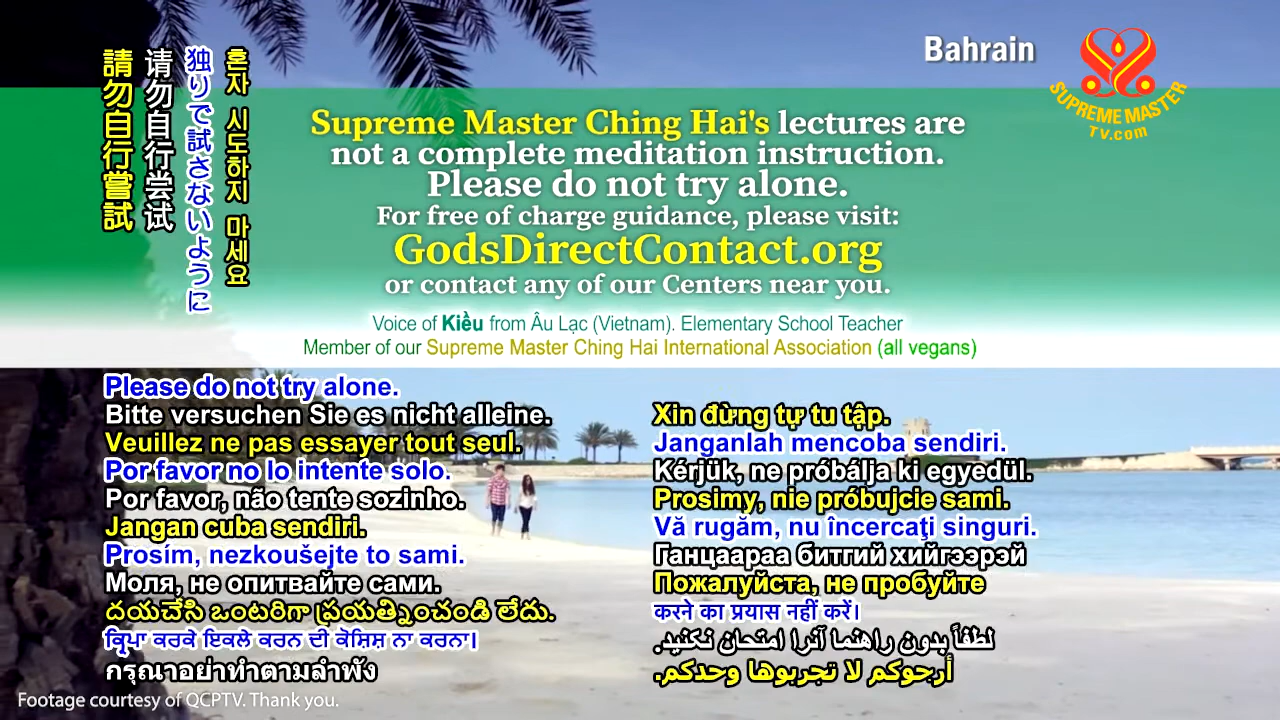 Bahrain
SUPREME MASTER
TV.com
請勿自行嘗試
请勿自行尝试
独りで試さないように
혼자 시도하지 마세요
Supreme Master Ching Hai's lectures are
not a complete meditation instruction.
Please do not try alone.
For free of charge guidance, please visit:
GodsDirectContact.org
or contact any of our Centers near you.
Voice of Kiều from Âu Lạc (Vietnam). Elementary School Teacher
Member of our Supreme Master Ching Hai International Association (all vegans)
Please do not try alone.
Bitte versuchen Sie es nicht alleine.
Veuillez ne pas essayer tout seul.
Por favor no lo intente solo.
Por favor, não tente sozinho.
Jangan cuba sendiri.
Prosím, nezkoušejte to sami.
Моля, не опитвайте сами.
దయచేసి ఒంటరిగా ప్రయత్నించండి లేదు.
ਕ੍ਰਿਪਾ ਕਰਕੇ ਇਕਲੇ ਕਰਨ ਦੀ ਕੋਸ਼ਿਸ਼ ਨਾ ਕਰਨਾ।
กรุณาอย่าทำตามลำพัง
Xin đừng tự tu tập.
Janganlah mencoba sendiri.
Kérjük, ne próbálja ki egyedül.
Prosimy, nie próbujcie sami.
Vă rugăm, nu încercaţi singuri.
Ганцаараа битгий хийгээрэй
Пожалуйста, не пробуйте
करने का प्रयास नहीं करें।
لطفاً بدون راهنما آنرا امتحان نکنید.
أرجوكم لا تجربوها وحدكم.
Footage courtesy of QCPTV. Thank you.